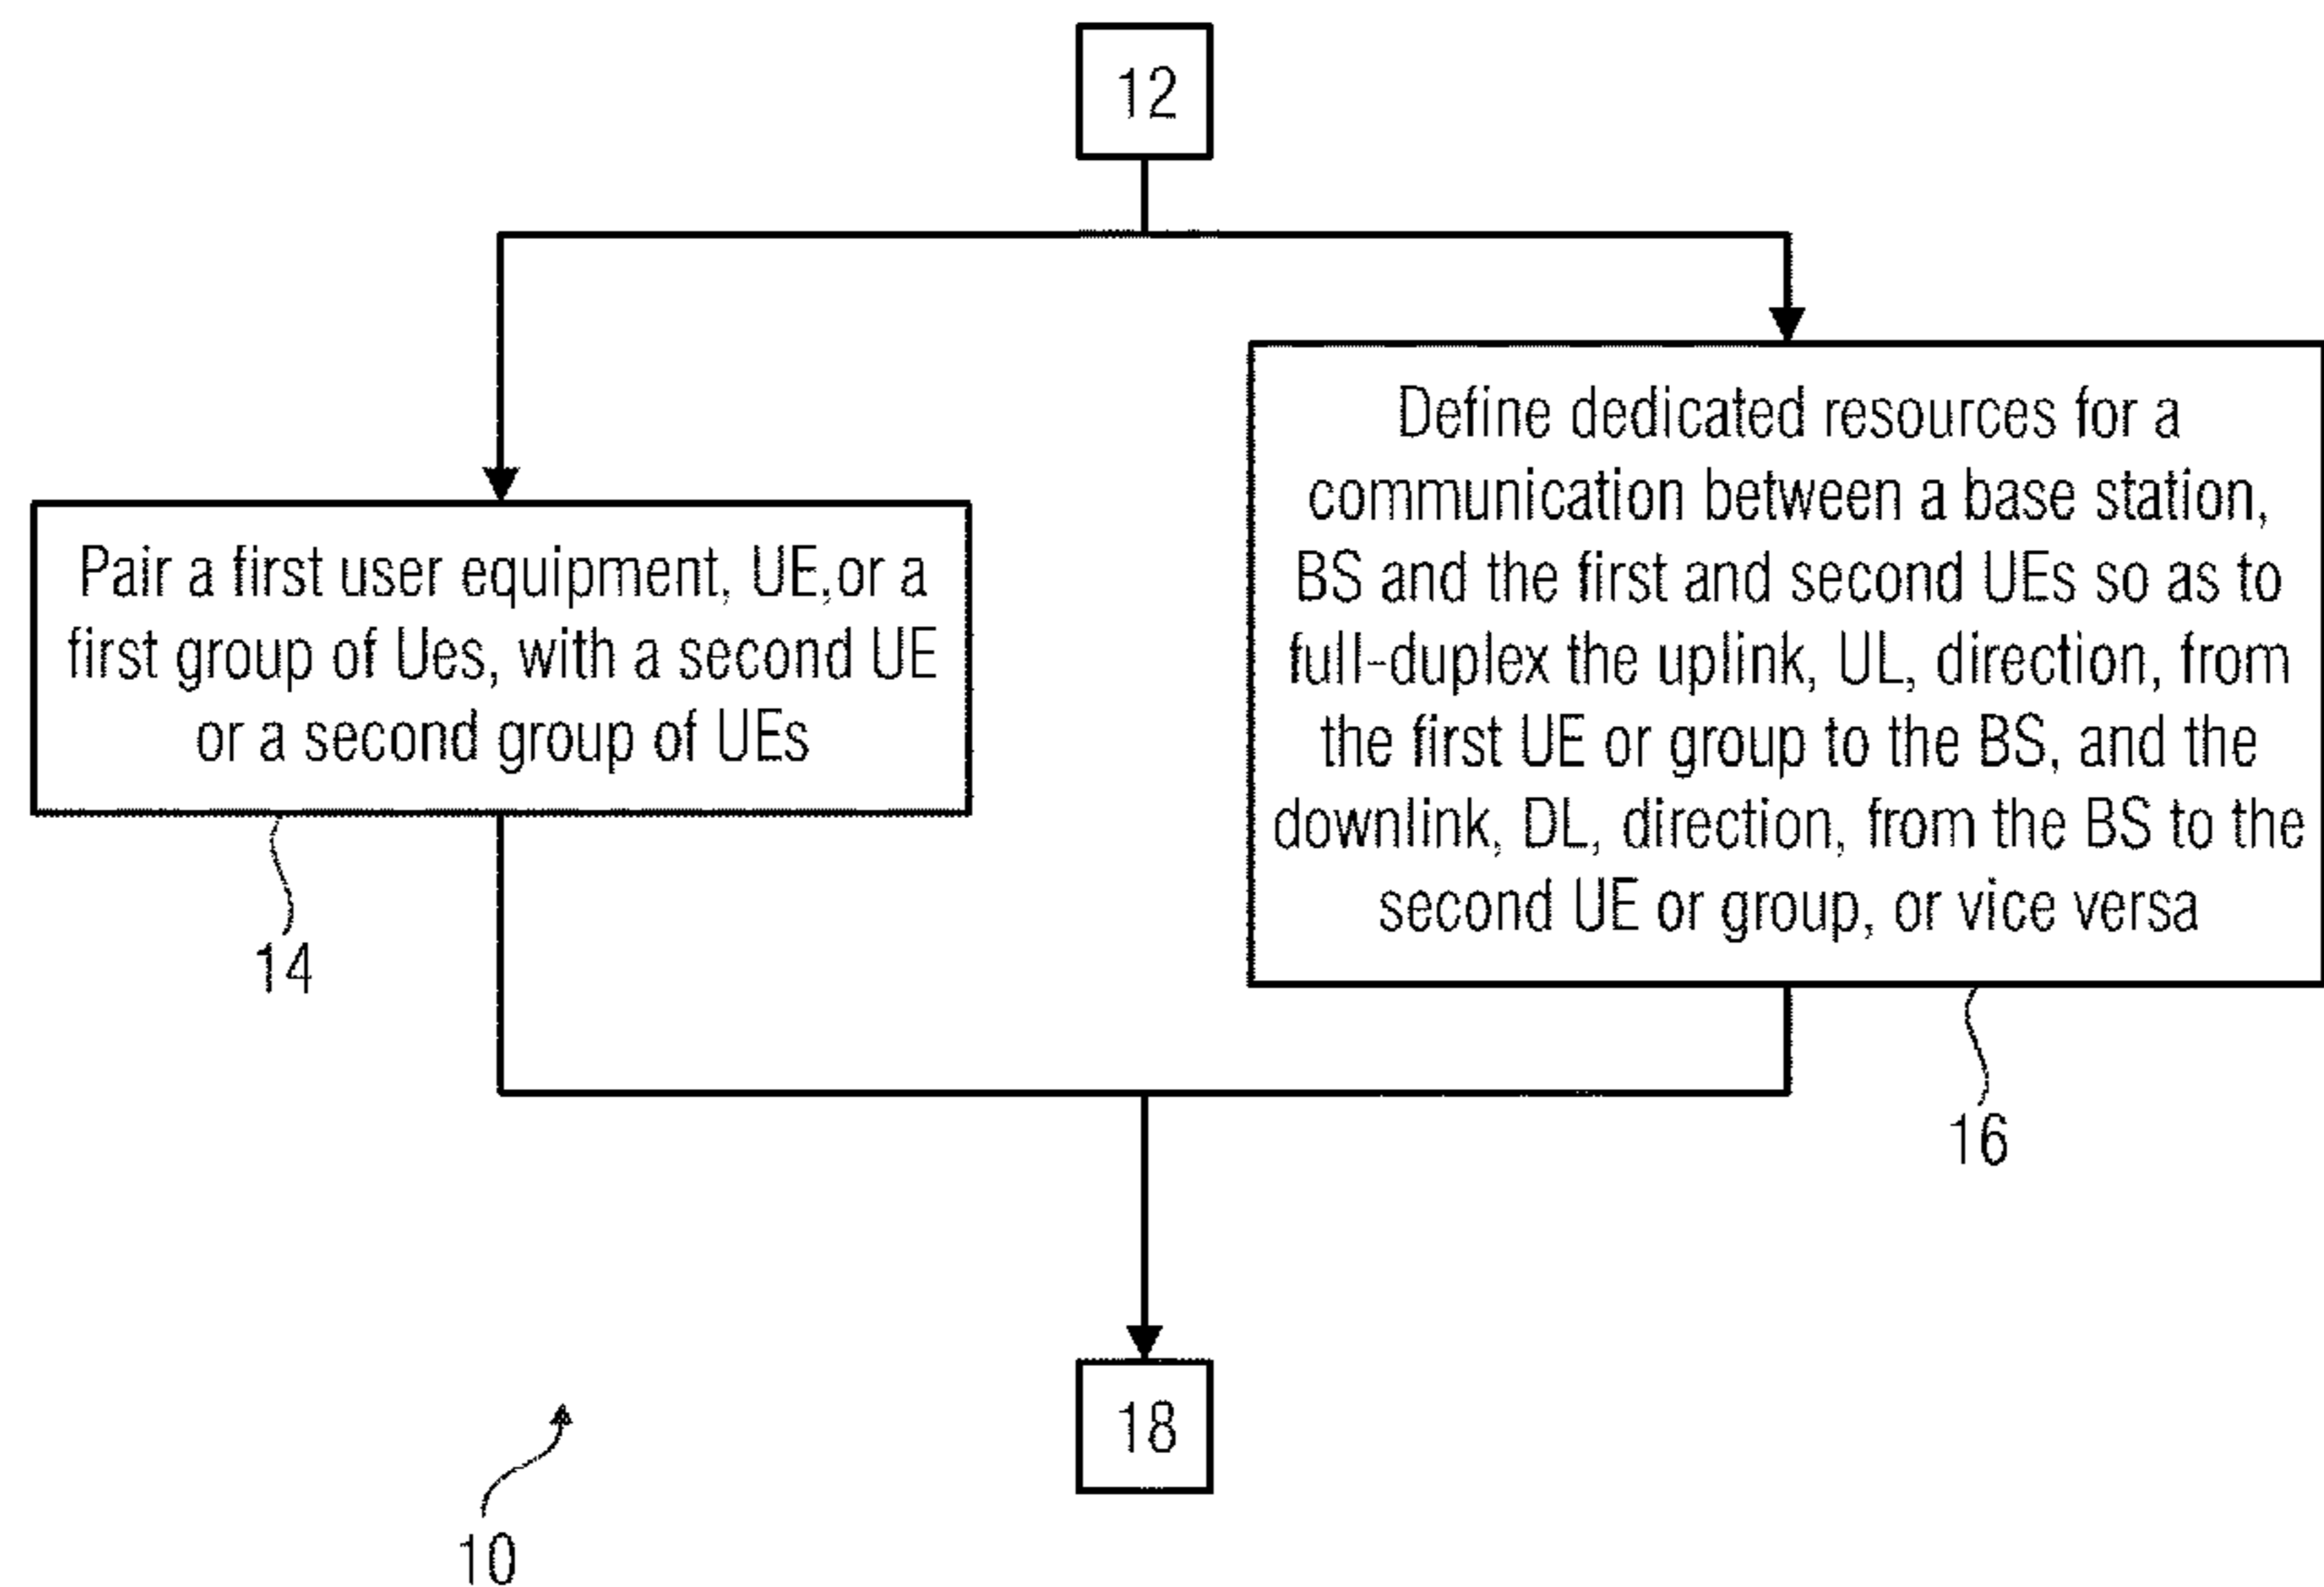 12
Pair a first user equipment, UE,or a
first group of Ues, with a second UE
or a second group of UEs
14
Define dedicated resources for a
communication between a base station,
BS and the first and second UEs so as to
full-duplex the uplink, UL, direction, from
the first UE or group to the BS, and the
downlink, DL, direction, from the BS to the
second UE or group, or vice versa
16
18
10